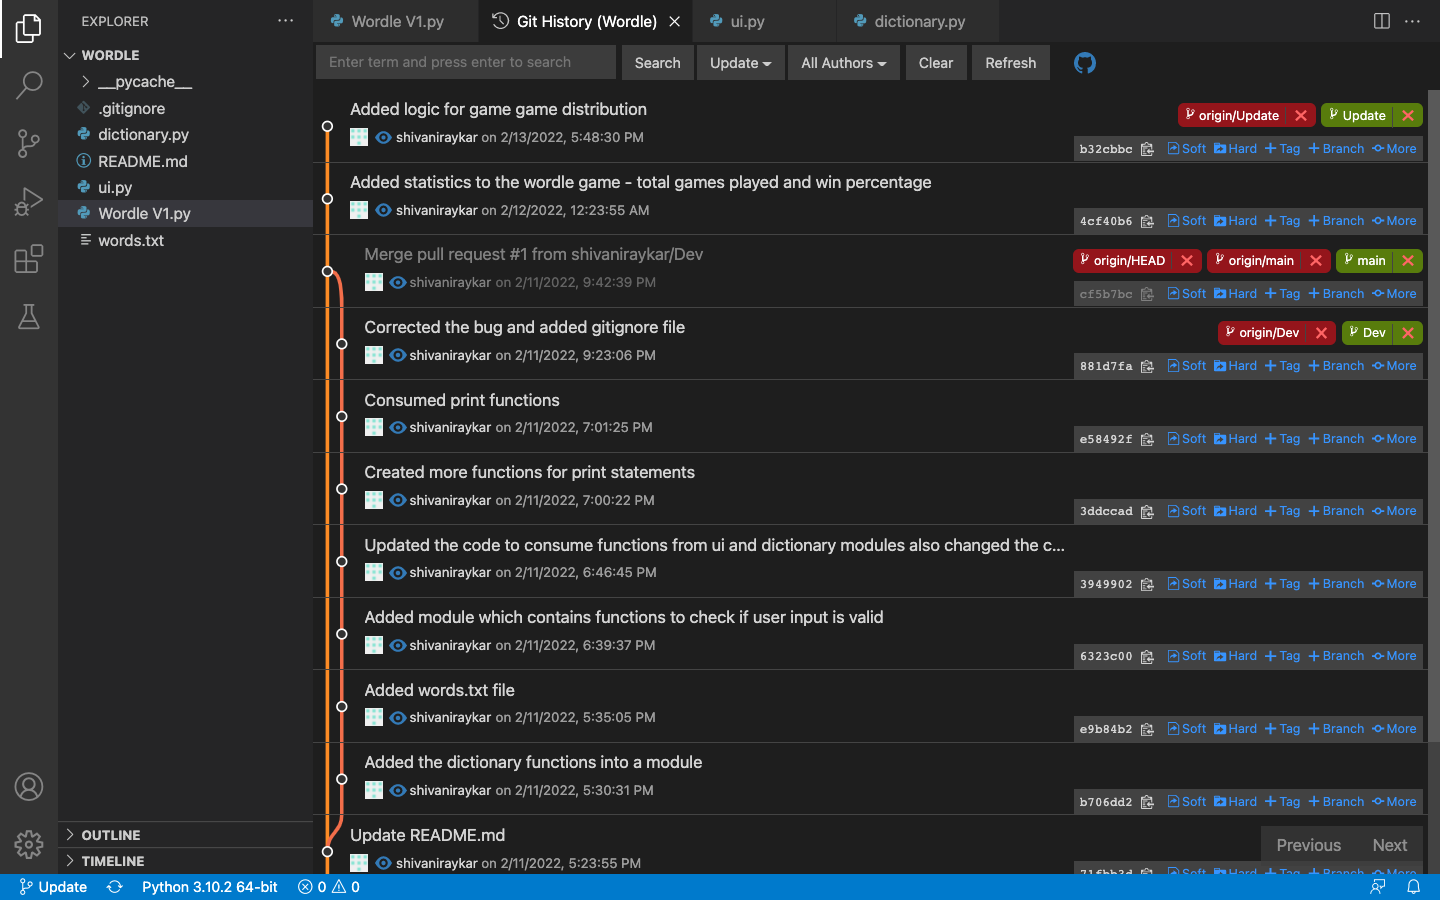 EXPLORER
WORDLE
__pycache__
.gitignore
dictionary.py
README.md
ui.py
Wordle V1.py
words.txt
OUTLINE
TIMELINE
Wordle V1.py
Git History (Wordle)
ui.py
dictionary.py
Enter term and press enter to search
Search
Update
All Authors
Clear
Refresh
Added logic for game game distribution
origin/Update
Update
shivaniraykar on 2/13/2022, 5:48:30 PM
b32cbbc Soft Hard Tag Branch More
Added statistics to the wordle game - total games played and win percentage
shivaniraykar on 2/12/2022, 12:23:55 AM
4cf40b6 Soft Hard Tag Branch More
Merge pull request #1 from shivaniraykar/Dev
origin/HEAD
origin/main
main
shivaniraykar on 2/11/2022, 9:42:39 PM
cf5b7bc Soft Hard Tag Branch More
Corrected the bug and added gitignore file
origin/Dev
Dev
shivaniraykar on 2/11/2022, 9:23:06 PM
881d7fa Soft Hard Tag Branch More
Consumed print functions
shivaniraykar on 2/11/2022, 7:01:25 PM
e58492f Soft Hard Tag Branch More
Created more functions for print statements
shivaniraykar on 2/11/2022, 7:00:22 PM
3ddccad Soft Hard Tag Branch More
Updated the code to consume functions from ui and dictionary modules also changed the c...
shivaniraykar on 2/11/2022, 6:46:45 PM
3949902 Soft Hard Tag Branch More
Added module which contains functions to check if user input is valid
shivaniraykar on 2/11/2022, 6:39:37 PM
6323c00 Soft Hard Tag Branch More
Added words.txt file
shivaniraykar on 2/11/2022, 5:35:05 PM
e9b84b2 Soft Hard Tag Branch More
Added the dictionary functions into a module
shivaniraykar on 2/11/2022, 5:30:31 PM
b706dd2 Soft Hard Tag Branch More
Update README.md
Previous
Next
shivaniraykar on 2/11/2022, 5:23:55 PM
Soft Hard Tag Branch More
Update
Python 3.10.2 64-bit
0
0